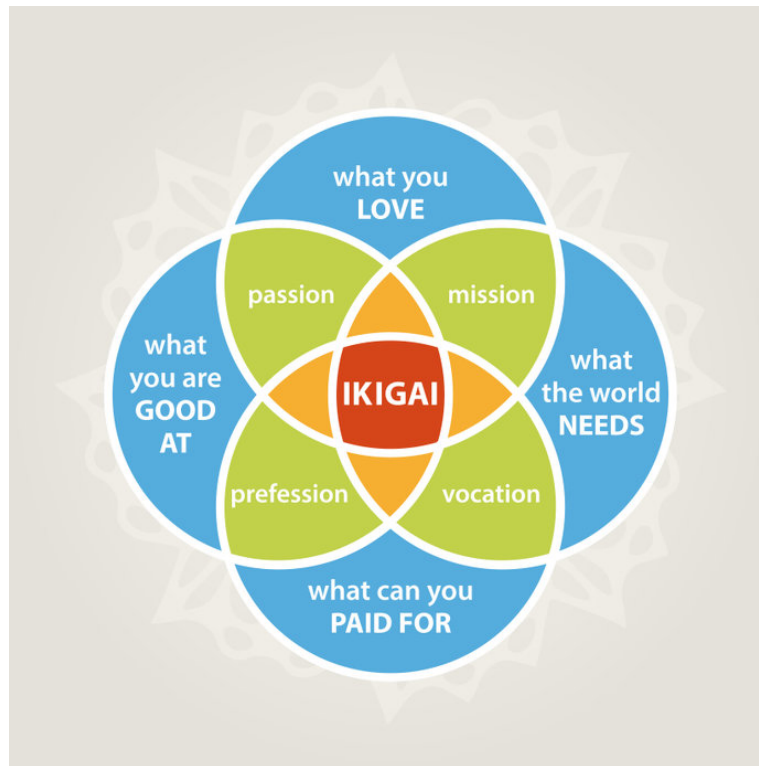 what you
LOVE
passion
mission
what
you are
GOOD
AT
IKIGAI
what
the world
NEEDS
prefession
vocation
what can you
PAID FOR